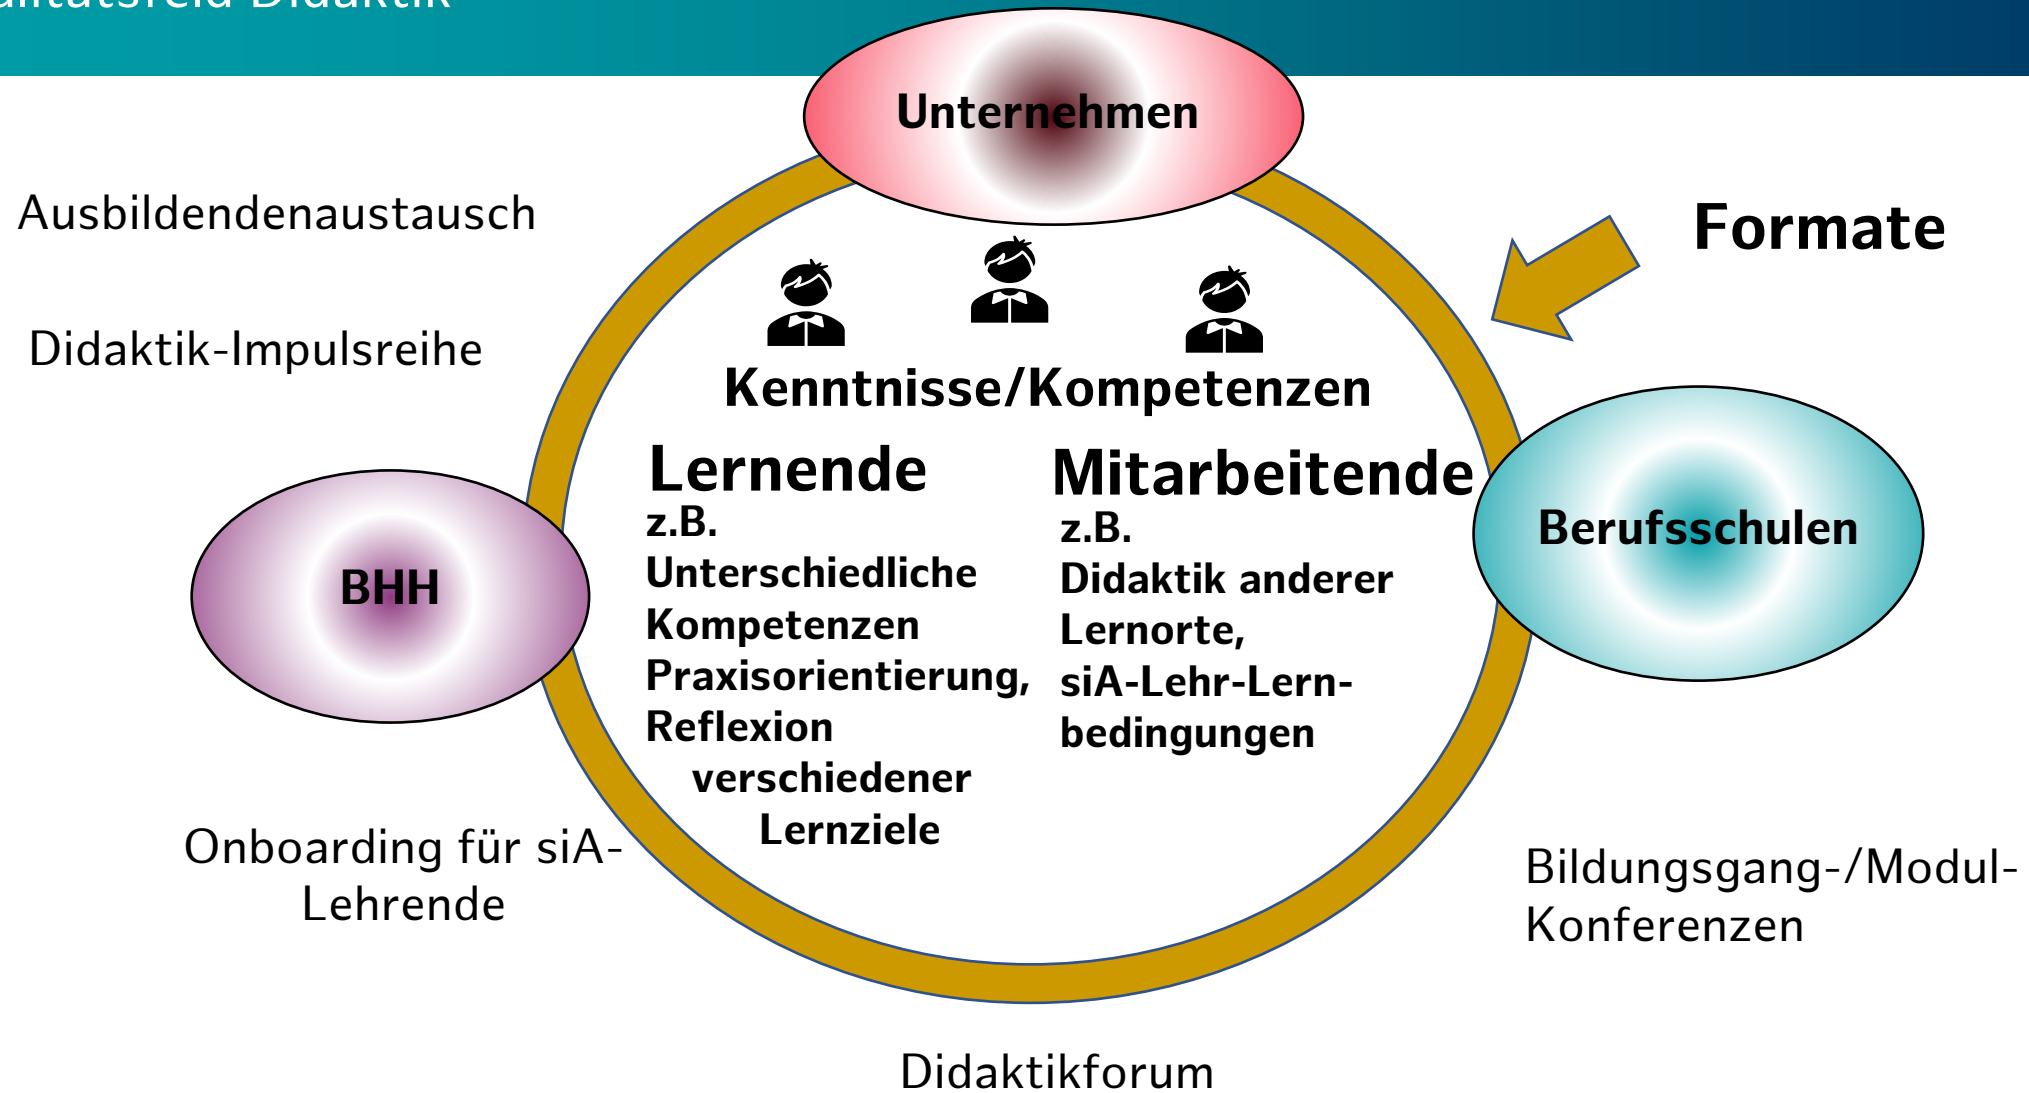 Didaktik
Unternehmen
Ausbildendenaustausch
Formate
Didaktik-Impulsreihe
Kenntnisse/Kompetenzen
Lernende
z.B.
Unterschiedliche
Kompetenzen
Praxisorientierung,
Reflexion
verschiedener
Lernziele
Mitarbeitende
z.B.
Didaktik anderer
Lernorte,
siA-Lehr-Lern-
bedingungen
Berufsschulen
BHH
Onboarding für siA-
Lehrende
Bildungsgang-/Modul-
Konferenzen
Didaktikforum